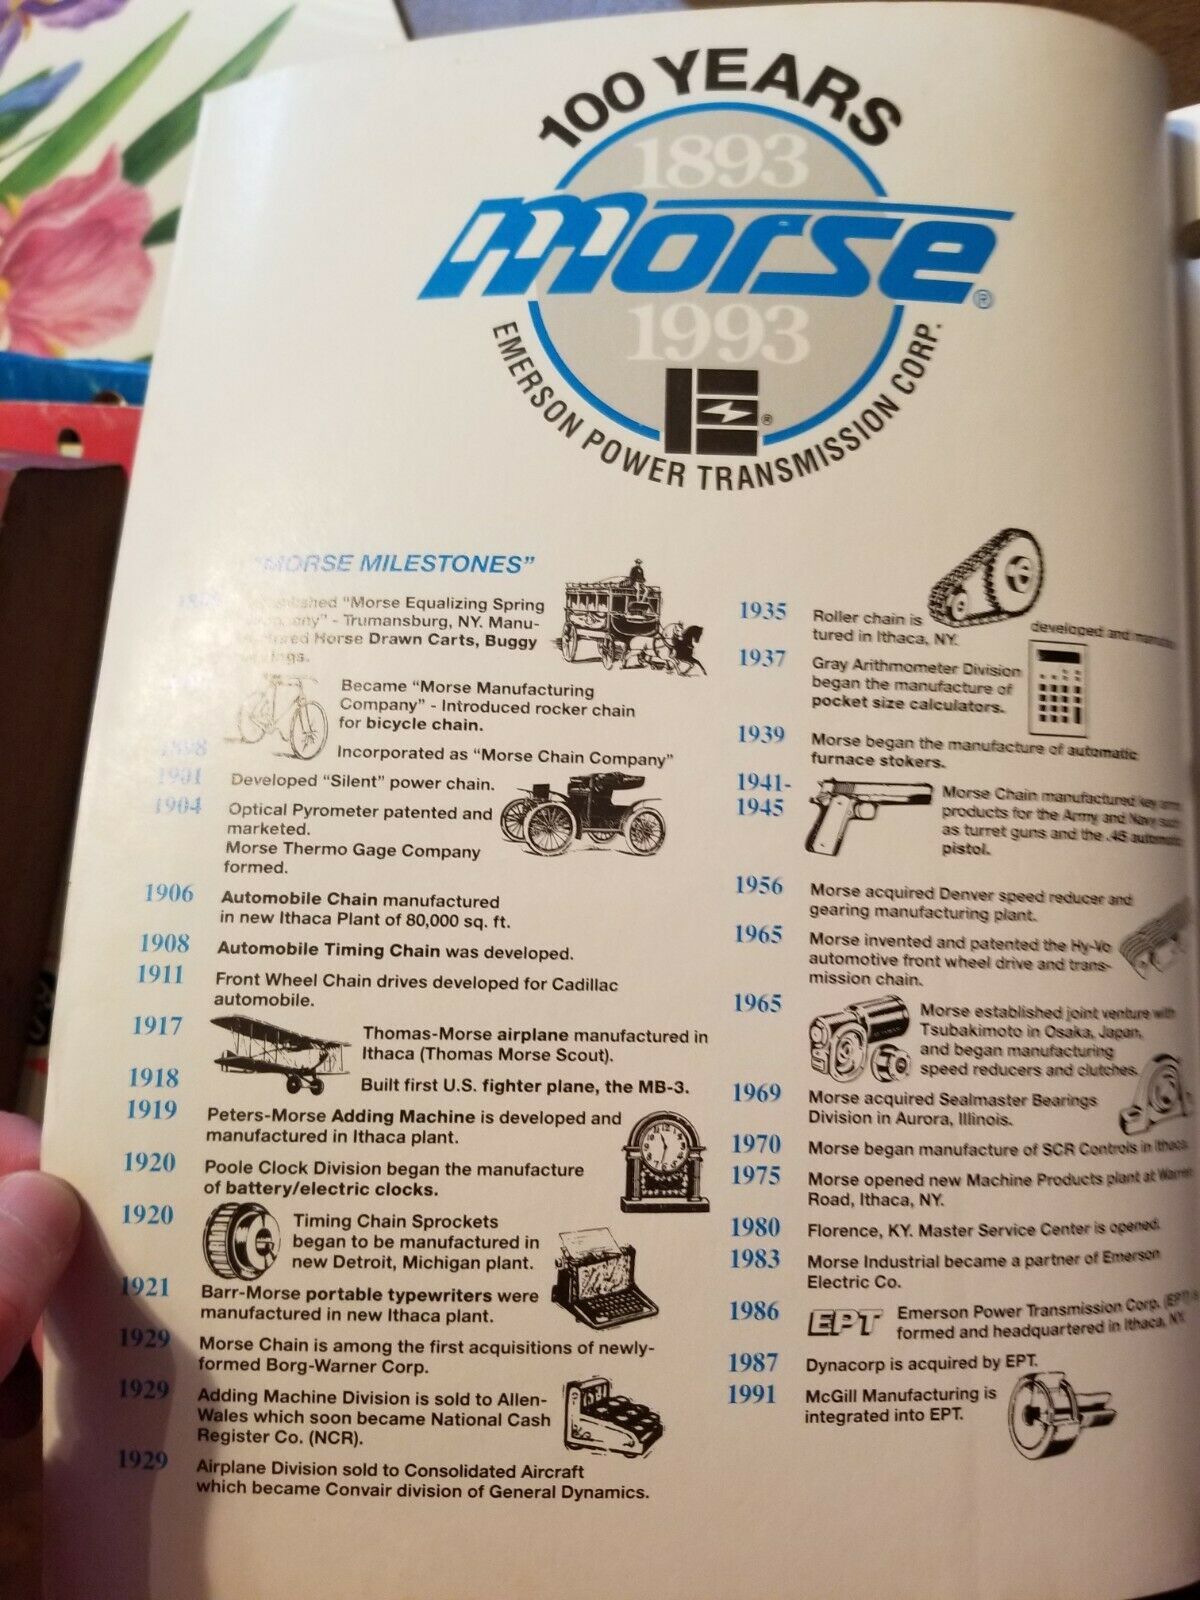 100 YEARS
1893
morse®
1993
®
EMERSON POWER TRANSMISSION CORP.
"MORSE MILESTONES"
"Morse Equalizing Spring
- Trumansburg, NY. Manu-
Horse Drawn Carts, Buggy
Became "Morse Manufacturing
Company" - Introduced rocker chain
for bicycle chain.
Incorporated as "Morse Chain Company"
1901 Developed "Silent" power chain.
1904 Optical Pyrometer patented and
marketed.
Morse Thermo Gage Company
formed.
1906 Automobile Chain manufactured
in new Ithaca Plant of 80,000 sq. ft.
1908 Automobile Timing Chain was developed.
1911 Front Wheel Chain drives developed for Cadillac
automobile.
1917 Thomas-Morse airplane manufactured in
Ithaca (Thomas Morse Scout).
1918 Built first U.S. fighter plane, the MB-3.
1919 Peters-Morse Adding Machine is developed and
manufactured in Ithaca plant.
1920 Poole Clock Division began the manufacture
of battery/electric clocks.
1920 Timing Chain Sprockets
began to be manufactured in
new Detroit, Michigan plant.
1921 Barr-Morse portable typewriters were
manufactured in new Ithaca plant.
1929 Morse Chain is among the first acquisitions of newly-
formed Borg-Warner Corp.
1929 Adding Machine Division is sold to Allen-
Wales which soon became National Cash
Register Co. (NCR).
1929 Airplane Division sold to Consolidated Aircraft
which became Convair division of General Dynamics.
1935 Roller chain is developed and manufac-
tured in Ithaca, NY.
1937 Gray Arithmometer Division
began the manufacture of
pocket size calculators.
1939 Morse began the manufacture of automatic
furnace stokers.
1941-
1945 Morse Chain manufactured key arms
products for the Army and Navy such
as turret guns and the .45 automatic
pistol.
1956 Morse acquired Denver speed reducer and
gearing manufacturing plant.
1965 Morse invented and patented the Hy-Vo
automotive front wheel drive and trans-
mission chain.
1965 Morse established joint venture with
Tsubakimoto in Osaka, Japan,
and began manufacturing
speed reducers and clutches.
1969 Morse acquired Sealmaster Bearings
Division in Aurora, Illinois.
1970 Morse began manufacture of SCR Controls in Ithaca.
1975 Morse opened new Machine Products plant at Warren
Road, Ithaca, NY.
1980 Florence, KY. Master Service Center is opened.
1983 Morse Industrial became a partner of Emerson
Electric Co.
1986 EPT Emerson Power Transmission Corp. (EPT) is
formed and headquartered in Ithaca, NY.
1987 Dynacorp is acquired by EPT.
1991 McGill Manufacturing is
integrated into EPT.